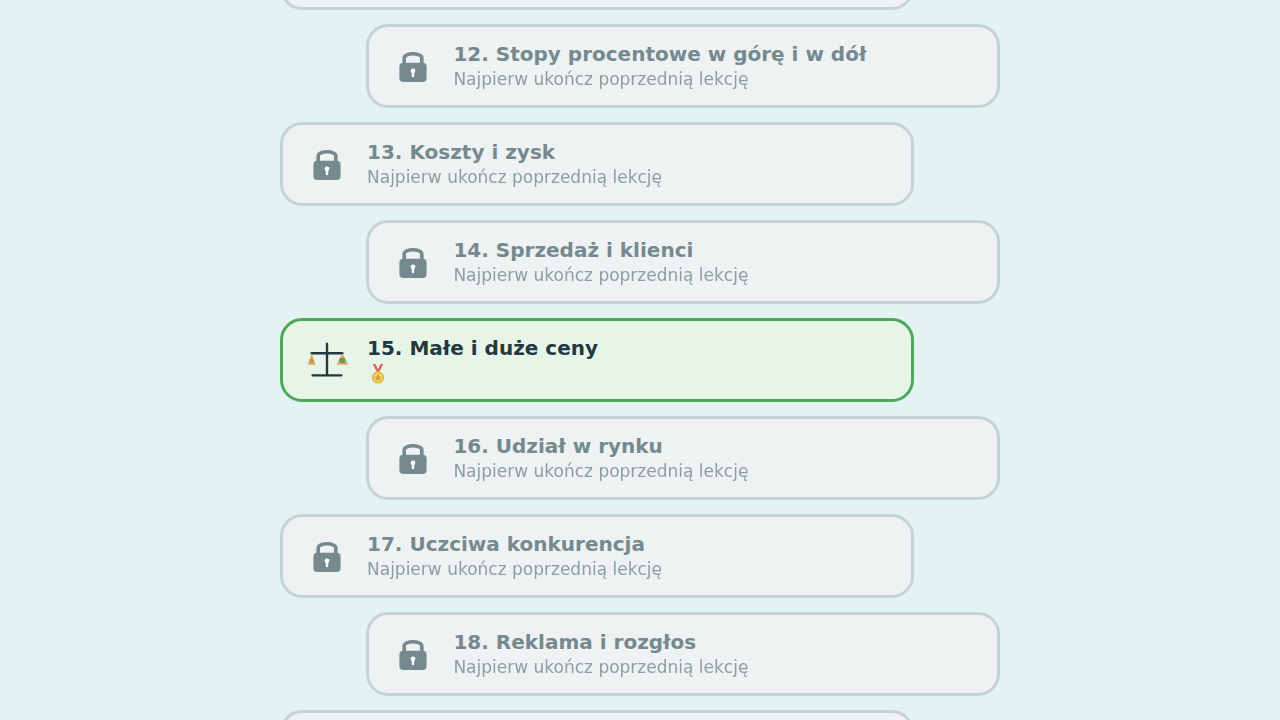 12. Stopy procentowe w górę i w dół
Najpierw ukończ poprzednią lekcję
13. Koszty i zysk
Najpierw ukończ poprzednią lekcję
14. Sprzedaż i klienci
Najpierw ukończ poprzednią lekcję
15. Małe i duże ceny
16. Udział w rynku
Najpierw ukończ poprzednią lekcję
17. Uczciwa konkurencja
Najpierw ukończ poprzednią lekcję
18. Reklama i rozgłos
Najpierw ukończ poprzednią lekcję